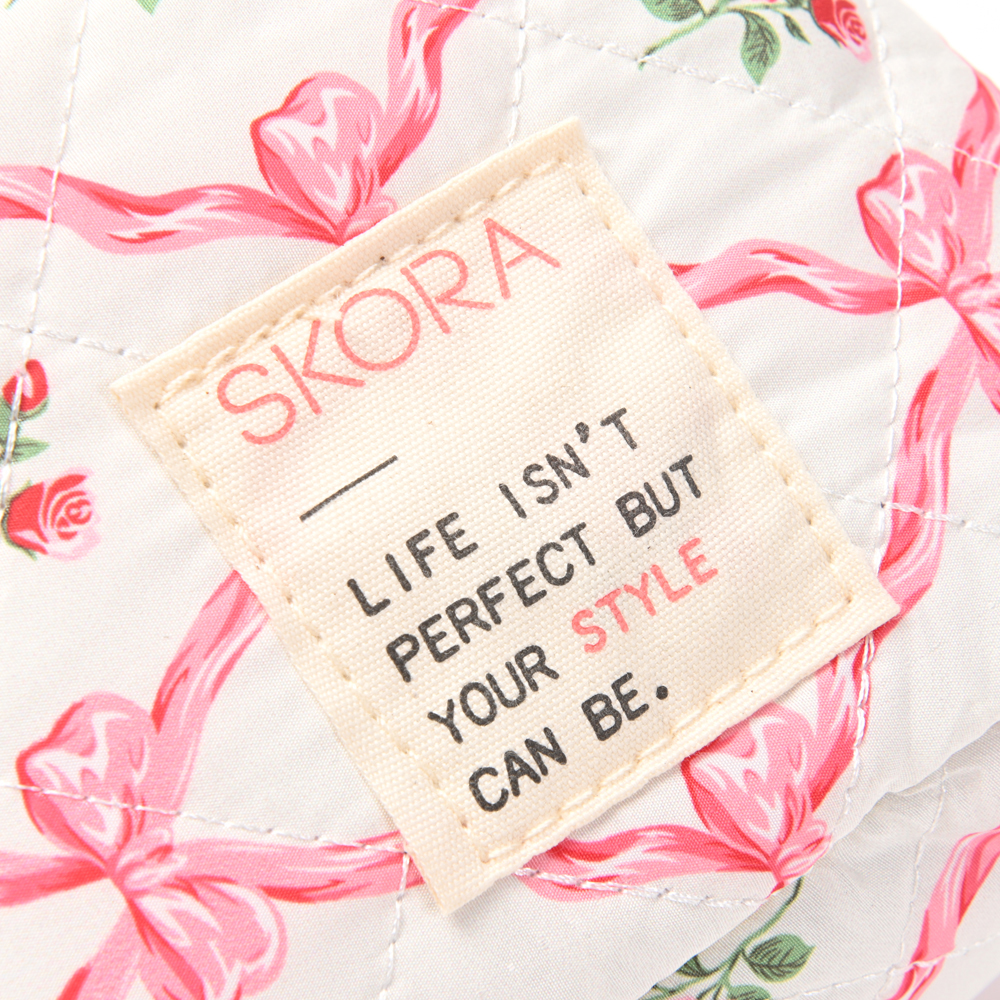 SKORA
LIFE ISN'T
PERFECT BUT
YOUR STYLE
CAN BE.